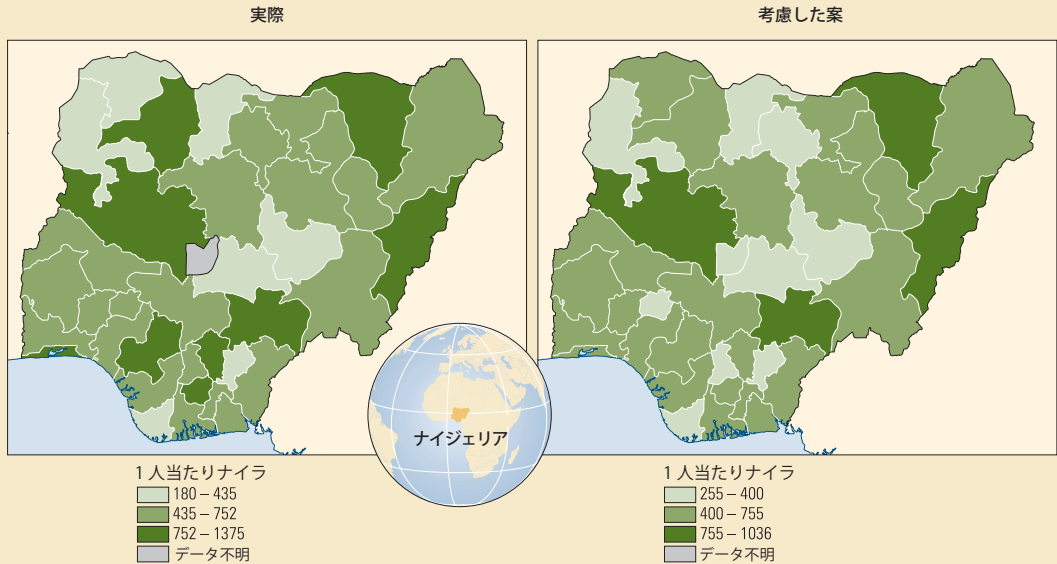 実際
考慮した案
ナイジェリア
1人当たりナイラ
180 – 435
435 – 752
752 – 1375
データ不明
1人当たりナイラ
255 – 400
400 – 755
755 – 1036
データ不明